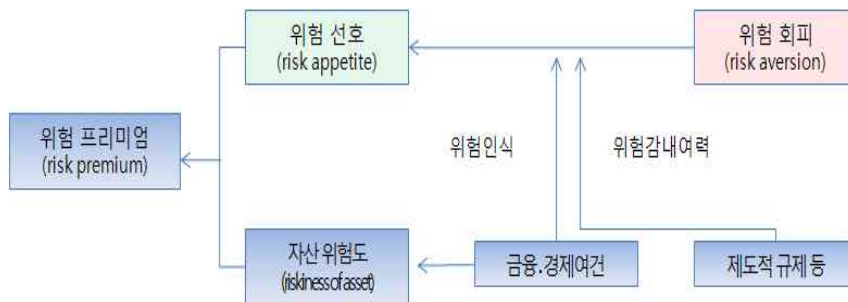 위험 선호
(risk appetite)
위험 회피
(risk aversion)
위험 프리미엄
(risk premium)
위험인식
위험감내여력
자산 위험도
(riskiness of asset)
금융.경제여건
제도적 규제 등